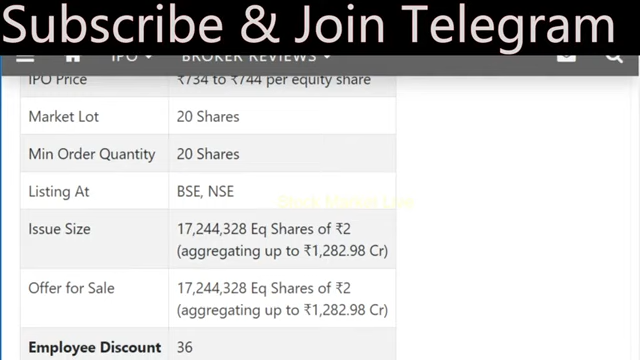 Subscribe & Join Telegram
IPO BROKER REVIEWS
IPO Price ₹734 to ₹744 per equity share
Market Lot 20 Shares
Min Order Quantity 20 Shares
Listing At BSE, NSE
Issue Size 17,244,328 Eq Shares of ₹2
(aggregating up to ₹1,282.98 Cr)
Offer for Sale 17,244,328 Eq Shares of ₹2
(aggregating up to ₹1,282.98 Cr)
Employee Discount 36